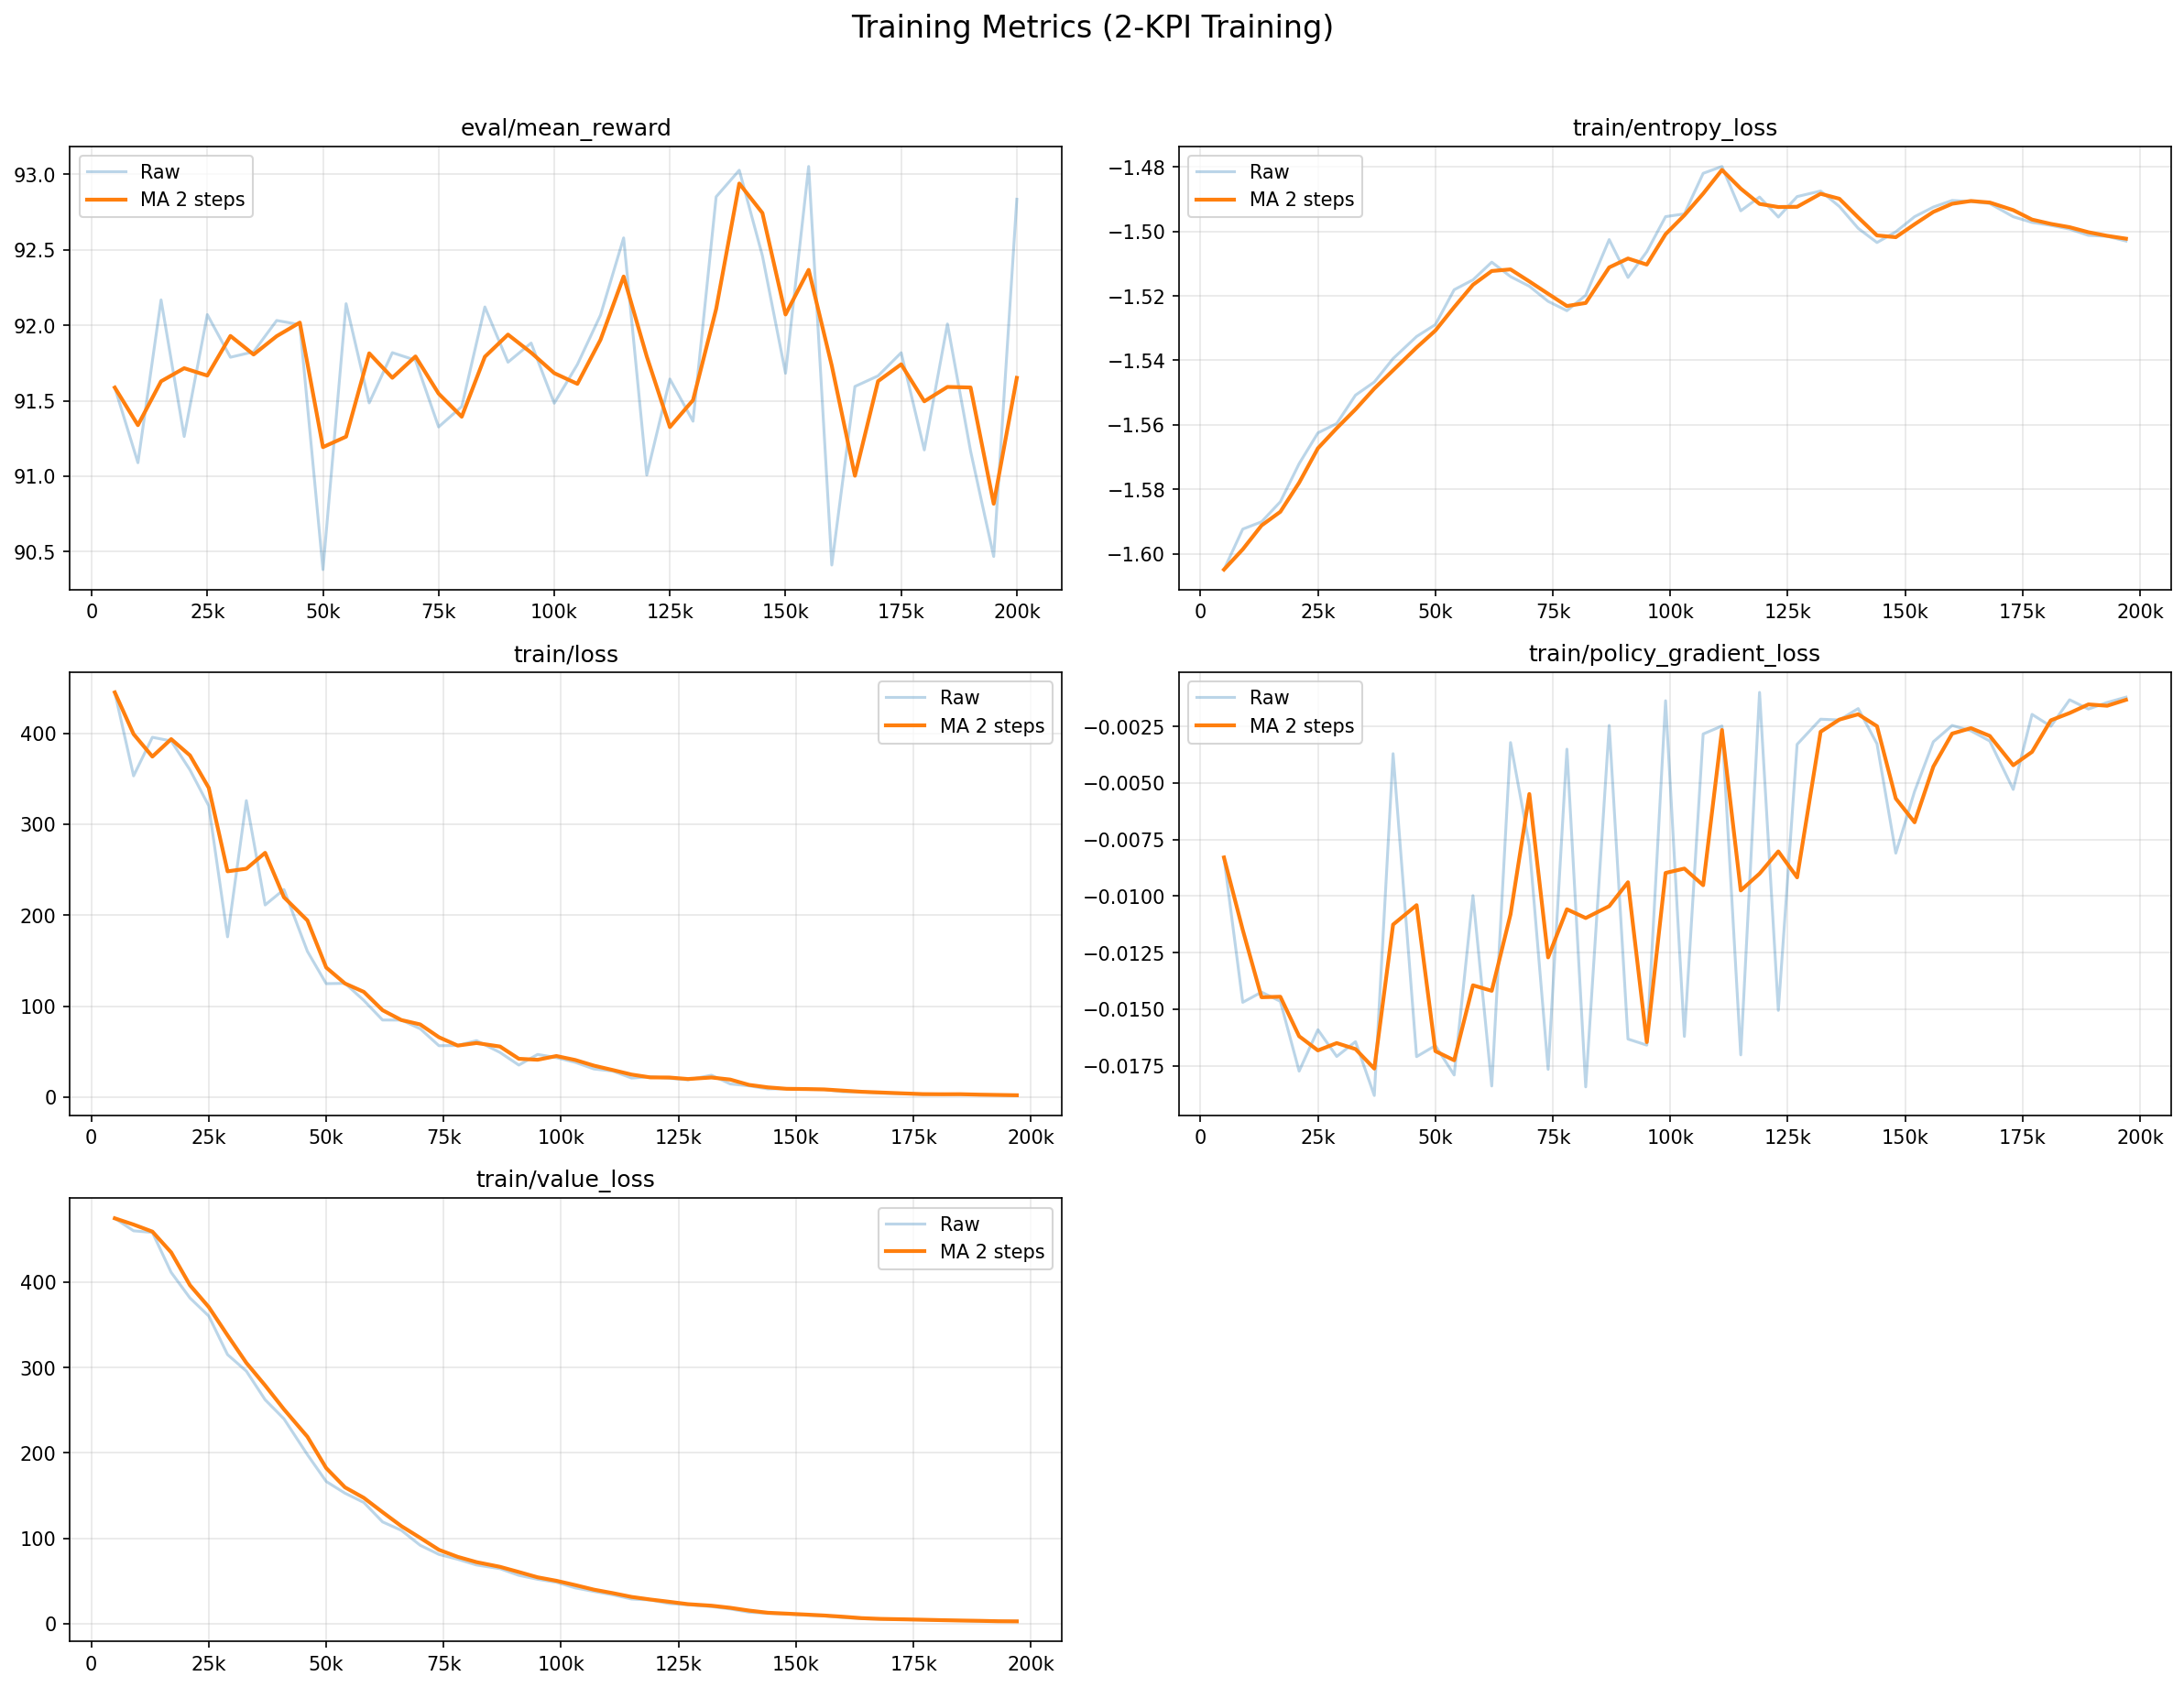 Training Metrics (2-KPI Training)
eval/mean_reward
Raw
MA 2 steps
93.0
92.5
92.0
91.5
91.0
90.5
0 25k 50k 75k 100k 125k 150k 175k 200k
train/entropy_loss
Raw
MA 2 steps
−1.48
−1.50
−1.52
−1.54
−1.56
−1.58
−1.60
0 25k 50k 75k 100k 125k 150k 175k 200k
train/loss
Raw
MA 2 steps
400
300
200
100
0
0 25k 50k 75k 100k 125k 150k 175k 200k
train/policy_gradient_loss
Raw
MA 2 steps
−0.0025
−0.0050
−0.0075
−0.0100
−0.0125
−0.0150
−0.0175
0 25k 50k 75k 100k 125k 150k 175k 200k
train/value_loss
Raw
MA 2 steps
400
300
200
100
0
0 25k 50k 75k 100k 125k 150k 175k 200k